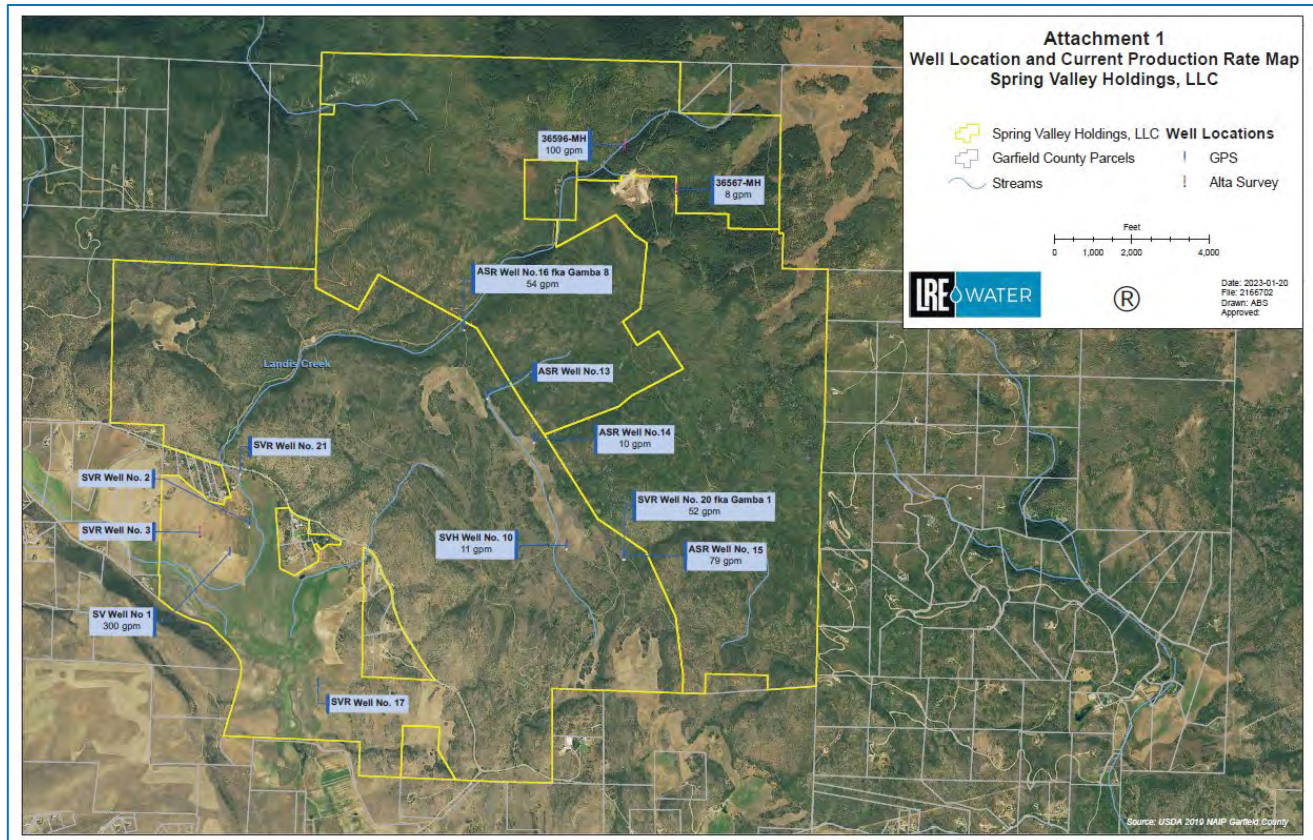 Attachment 1
Well Location and Current Production Rate Map
Spring Valley Holdings, LLC
Spring Valley Holdings, LLC
Garfield County Parcels
Streams
Well Locations
GPS
Alta Survey
Feet
0 1,000 2,000 4,000
LRE WATER
®
Date: 2023-01-20
File: 2166702
Drawn: ABS
Approved:
36596-MH
100 gpm
36567-MH
8 gpm
ASR Well No.16 fka Gamba 8
54 gpm
Landis Creek
ASR Well No.13
ASR Well No.14
10 gpm
SVR Well No. 21
SVR Well No. 2
SVR Well No. 3
SVR Well No. 20 fka Gamba 1
52 gpm
SVH Well No. 10
11 gpm
ASR Well No. 15
79 gpm
SV Well No 1
300 gpm
SVR Well No. 17
Source: USDA 2019 NAIP Garfield County